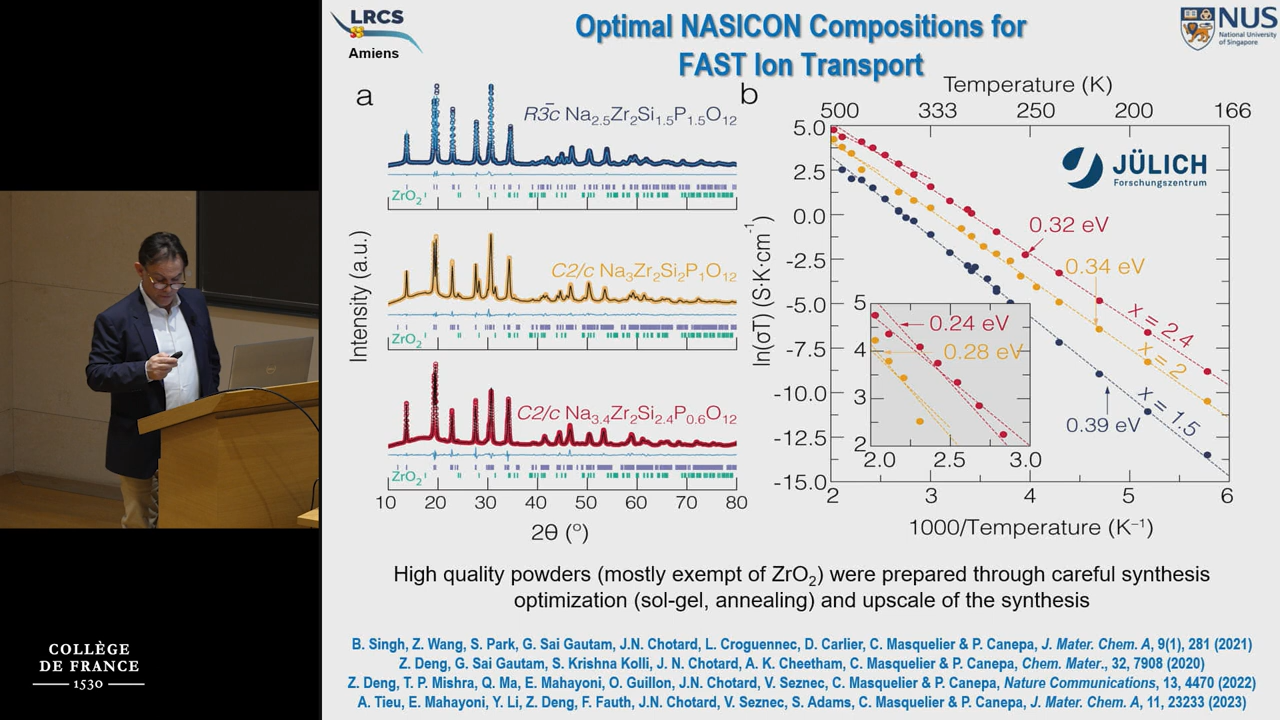 LRCS
Amiens
Optimal NASICON Compositions for
FAST Ion Transport
NUS
National University
of Singapore
a
R3̄c Na2.5Zr2Si1.5P1.5O12
ZrO2
C2/c Na3Zr2Si2P1O12
ZrO2
C2/c Na3.4Zr2Si2.4P0.6O12
ZrO2
Intensity (a.u.)
10 20 30 40 50 60 70 80
2θ (°)
b
Temperature (K)
500 333 250 200 166
JÜLICH
Forschungszentrum
ln(σT) (S·K·cm⁻¹)
5.0
2.5
0.0
-2.5
-5.0
-7.5
-10.0
-12.5
-15.0
0.32 eV
0.34 eV
0.39 eV
x = 2.4
x = 2
x = 1.5
0.24 eV
0.28 eV
5
4
3
2
2.0 2.5 3.0
2 3 4 5 6
1000/Temperature (K⁻¹)
High quality powders (mostly exempt of ZrO2) were prepared through careful synthesis
optimization (sol-gel, annealing) and upscale of the synthesis
B. Singh, Z. Wang, S. Park, G. Sai Gautam, J.N. Chotard, L. Croguennec, D. Carlier, C. Masquelier & P. Canepa, J. Mater. Chem. A, 9(1), 281 (2021)
Z. Deng, G. Sai Gautam, S. Krishna Kolli, J. N. Chotard, A. K. Cheetham, C. Masquelier & P. Canepa, Chem. Mater., 32, 7908 (2020)
Z. Deng, T. P. Mishra, Q. Ma, E. Mahayoni, O. Guillon, J.N. Chotard, V. Seznec, C. Masquelier & P. Canepa, Nature Communications, 13, 4470 (2022)
A. Tieu, E. Mahayoni, Y. Li, Z. Deng, F. Fauth, J.N. Chotard, V. Seznec, S. Adams, C. Masquelier & P. Canepa, J. Mater. Chem. A, 11, 23233 (2023)
COLLÈGE
DE FRANCE
1530